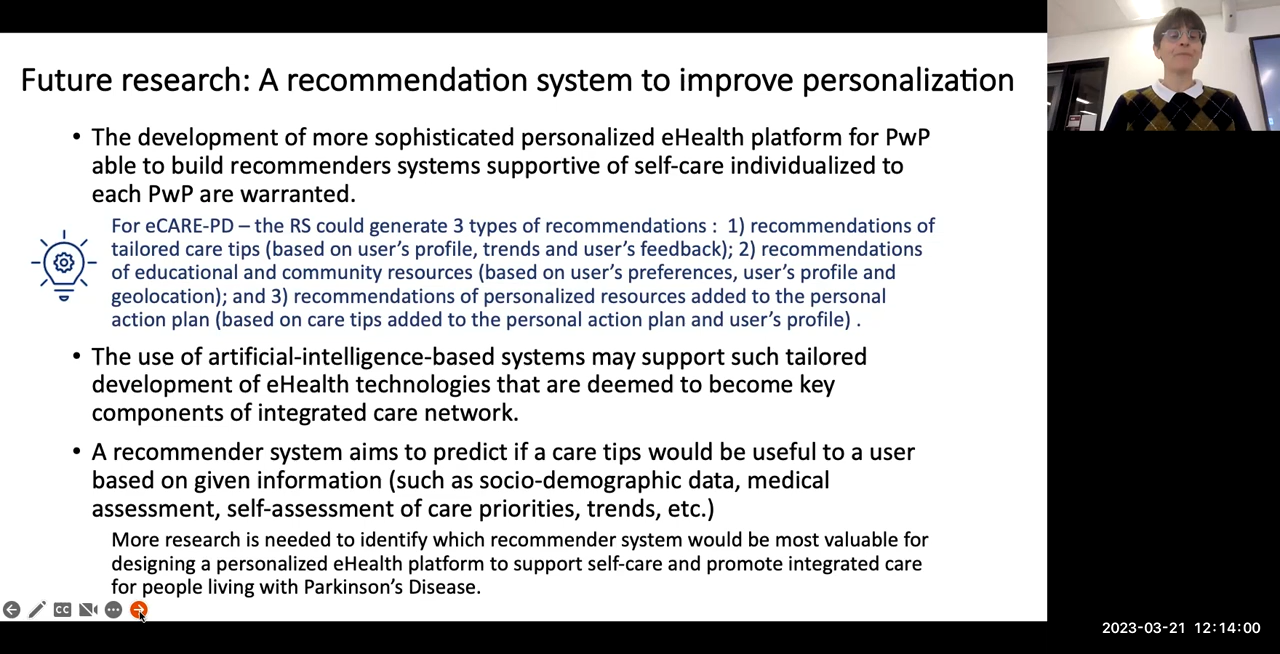 Future research: A recommendation system to improve personalization
• The development of more sophisticated personalized eHealth platform for PwP
able to build recommenders systems supportive of self-care individualized to
each PwP are warranted.
For eCARE-PD – the RS could generate 3 types of recommendations : 1) recommendations of
tailored care tips (based on user's profile, trends and user's feedback); 2) recommendations
of educational and community resources (based on user's preferences, user's profile and
geolocation); and 3) recommendations of personalized resources added to the personal
action plan (based on care tips added to the personal action plan and user's profile) .
• The use of artificial-intelligence-based systems may support such tailored
development of eHealth technologies that are deemed to become key
components of integrated care network.
• A recommender system aims to predict if a care tips would be useful to a user
based on given information (such as socio-demographic data, medical
assessment, self-assessment of care priorities, trends, etc.)
More research is needed to identify which recommender system would be most valuable for
designing a personalized eHealth platform to support self-care and promote integrated care
for people living with Parkinson's Disease.
CC
2023-03-21 12:14:00